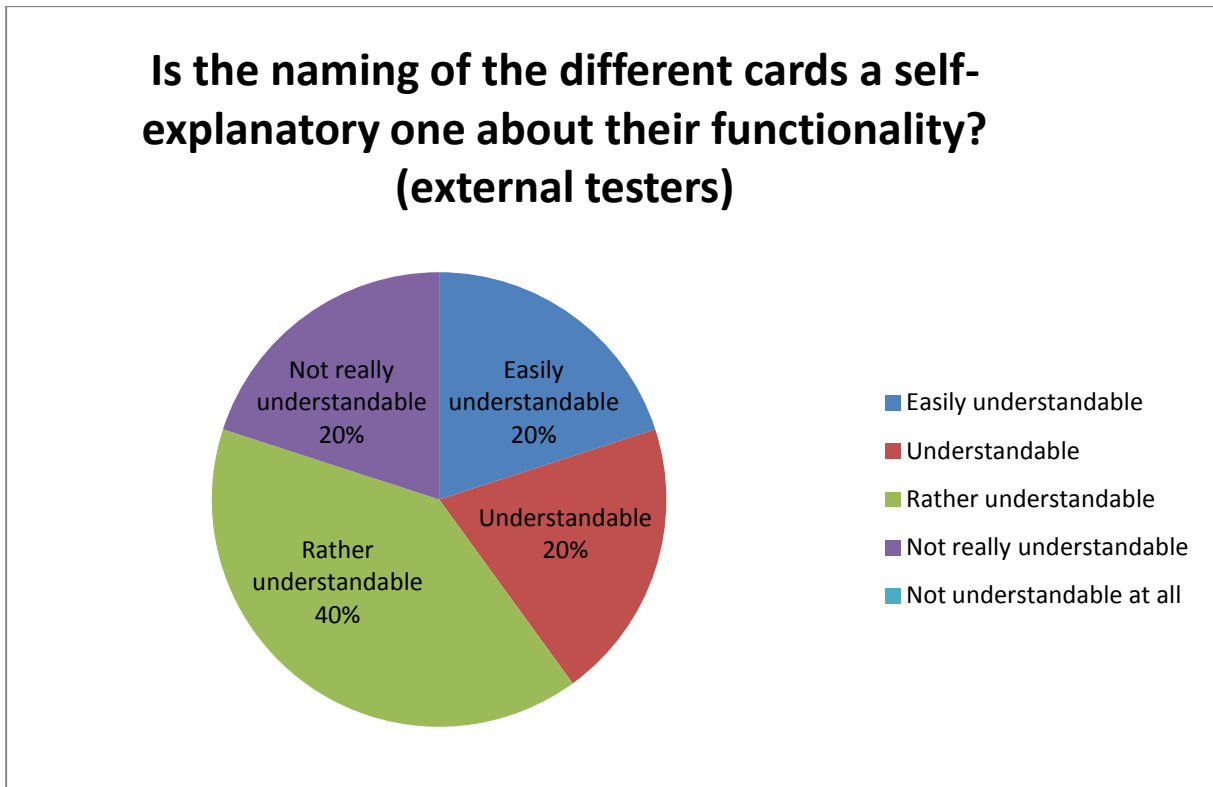 Is the naming of the different cards a self-
explanatory one about their functionality?
(external testers)
Not really
understandable
20%
Easily
understandable
20%
Understandable
20%
Rather
understandable
40%
Easily understandable
Understandable
Rather understandable
Not really understandable
Not understandable at all